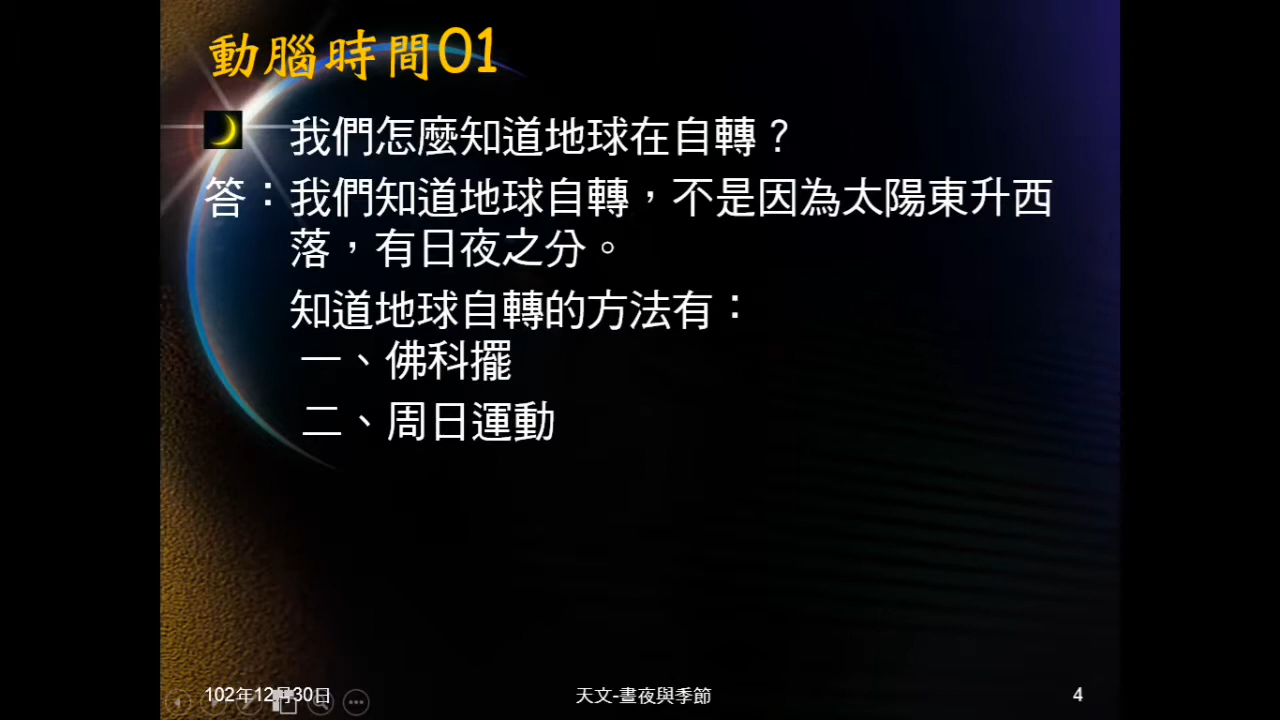 動腦時間01
我們怎麼知道地球在自轉？
答：我們知道地球自轉，不是因為太陽東升西
落，有日夜之分。
知道地球自轉的方法有：
一、佛科擺
二、周日運動
102年12月30日
天文-晝夜與季節
4